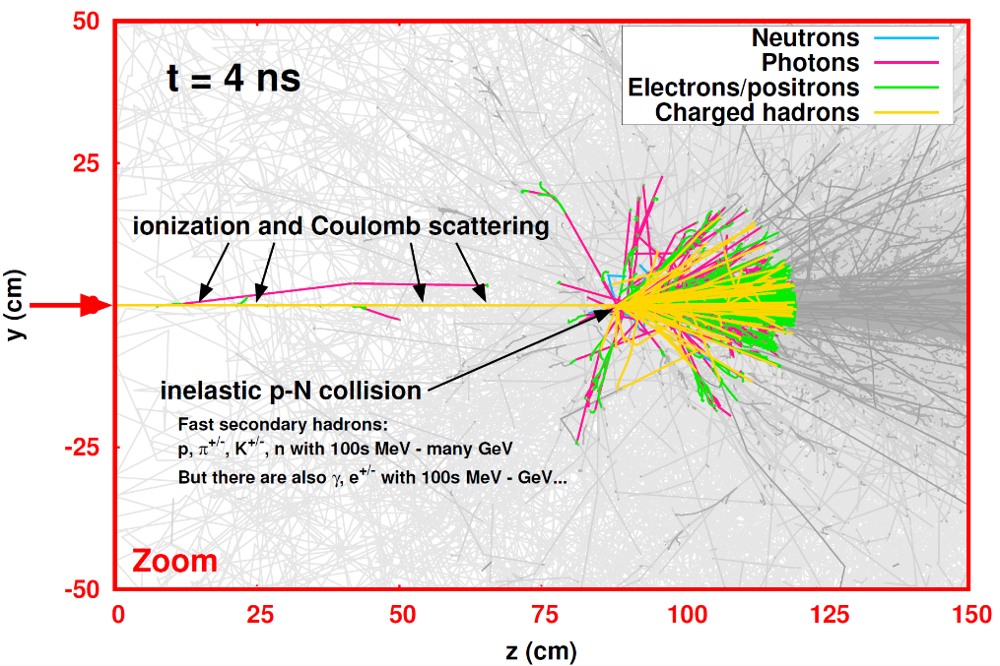 50
25
-25
-50
y (cm)
t = 4 ns
Neutrons
Photons
Electrons/positrons
Charged hadrons
ionization and Coulomb scattering
inelastic p-N collision
Fast secondary hadrons:
p, π+/-, K+/-, n with 100s MeV - many GeV
But there are also γ, e+/- with 100s MeV - GeV...
Zoom
0 25 50 75 100 125 150
z (cm)